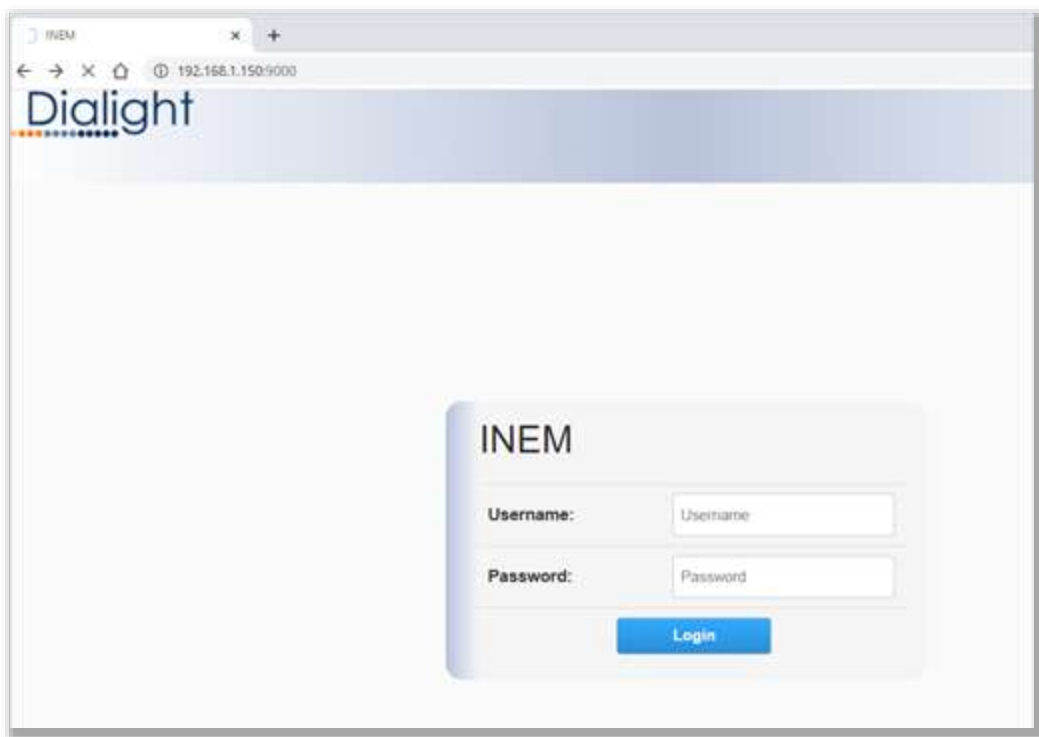 INEM
192.168.1.150:9000
Dialight
INEM
Username: Username
Password: Password
Login